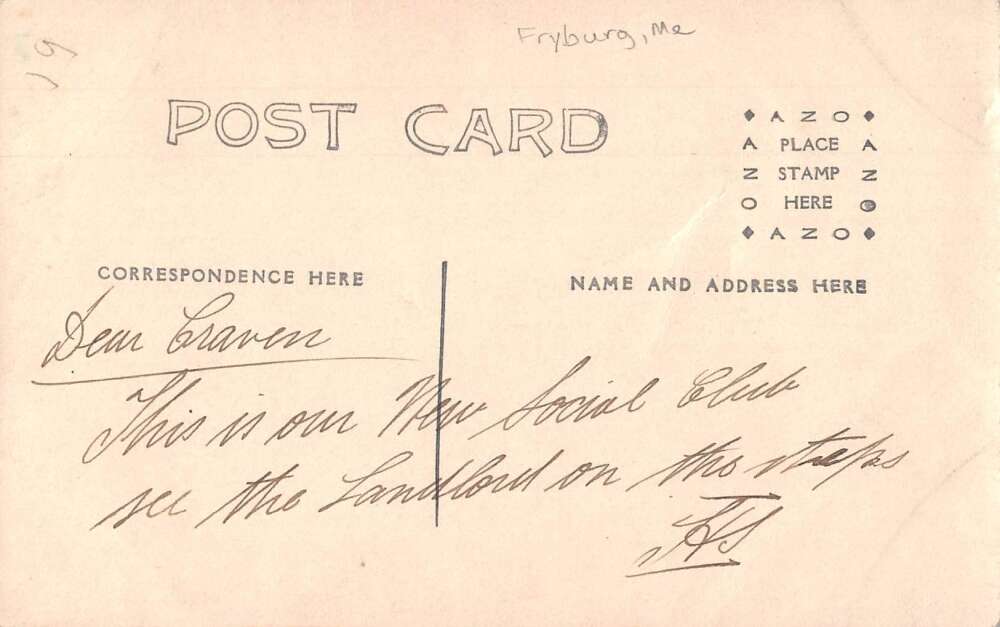 Fryburg, Me
19
POST CARD
AZO
A PLACE A
Z STAMP Z
O HERE O
AZO
CORRESPONDENCE HERE
NAME AND ADDRESS HERE
Dear Craven
This is our New Social Club
see the Landlord on the steps